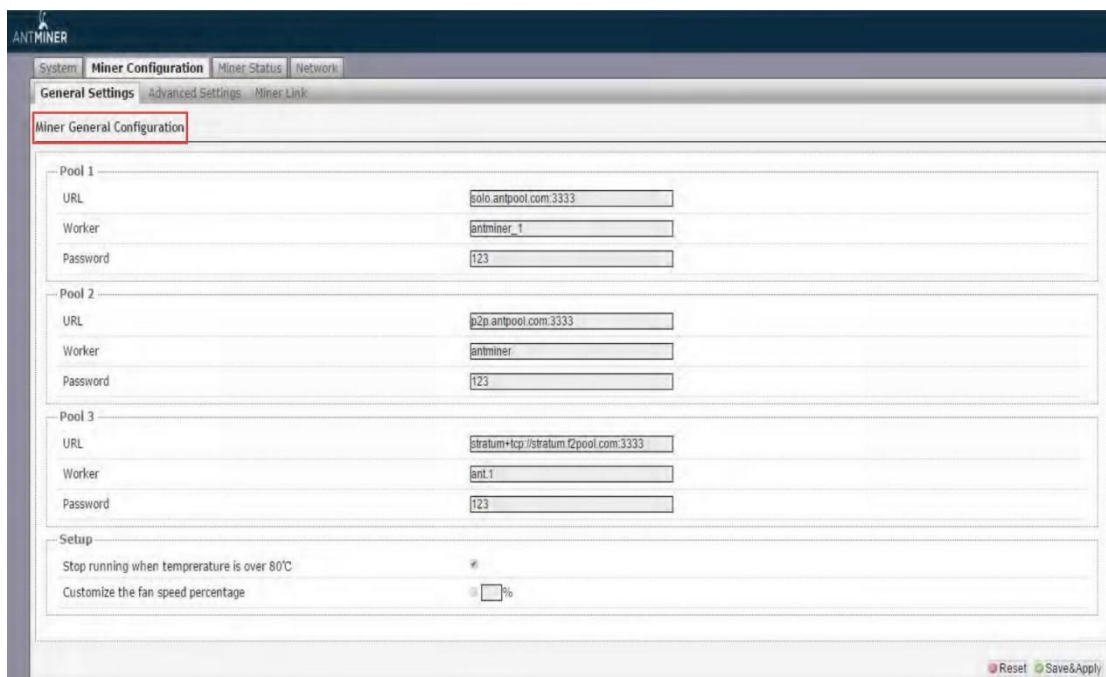 ANTMINER
System Miner Configuration Miner Status Network
General Settings Advanced Settings Miner Link
Miner General Configuration
Pool 1
URL solo.antpool.com:3333
Worker antminer_1
Password 123
Pool 2
URL p2p.antpool.com:3333
Worker antminer
Password 123
Pool 3
URL stratum+tcp://stratum.f2pool.com:3333
Worker ant.1
Password 123
Setup
Stop running when temprerature is over 80℃
Customize the fan speed percentage %
Reset Save&Apply